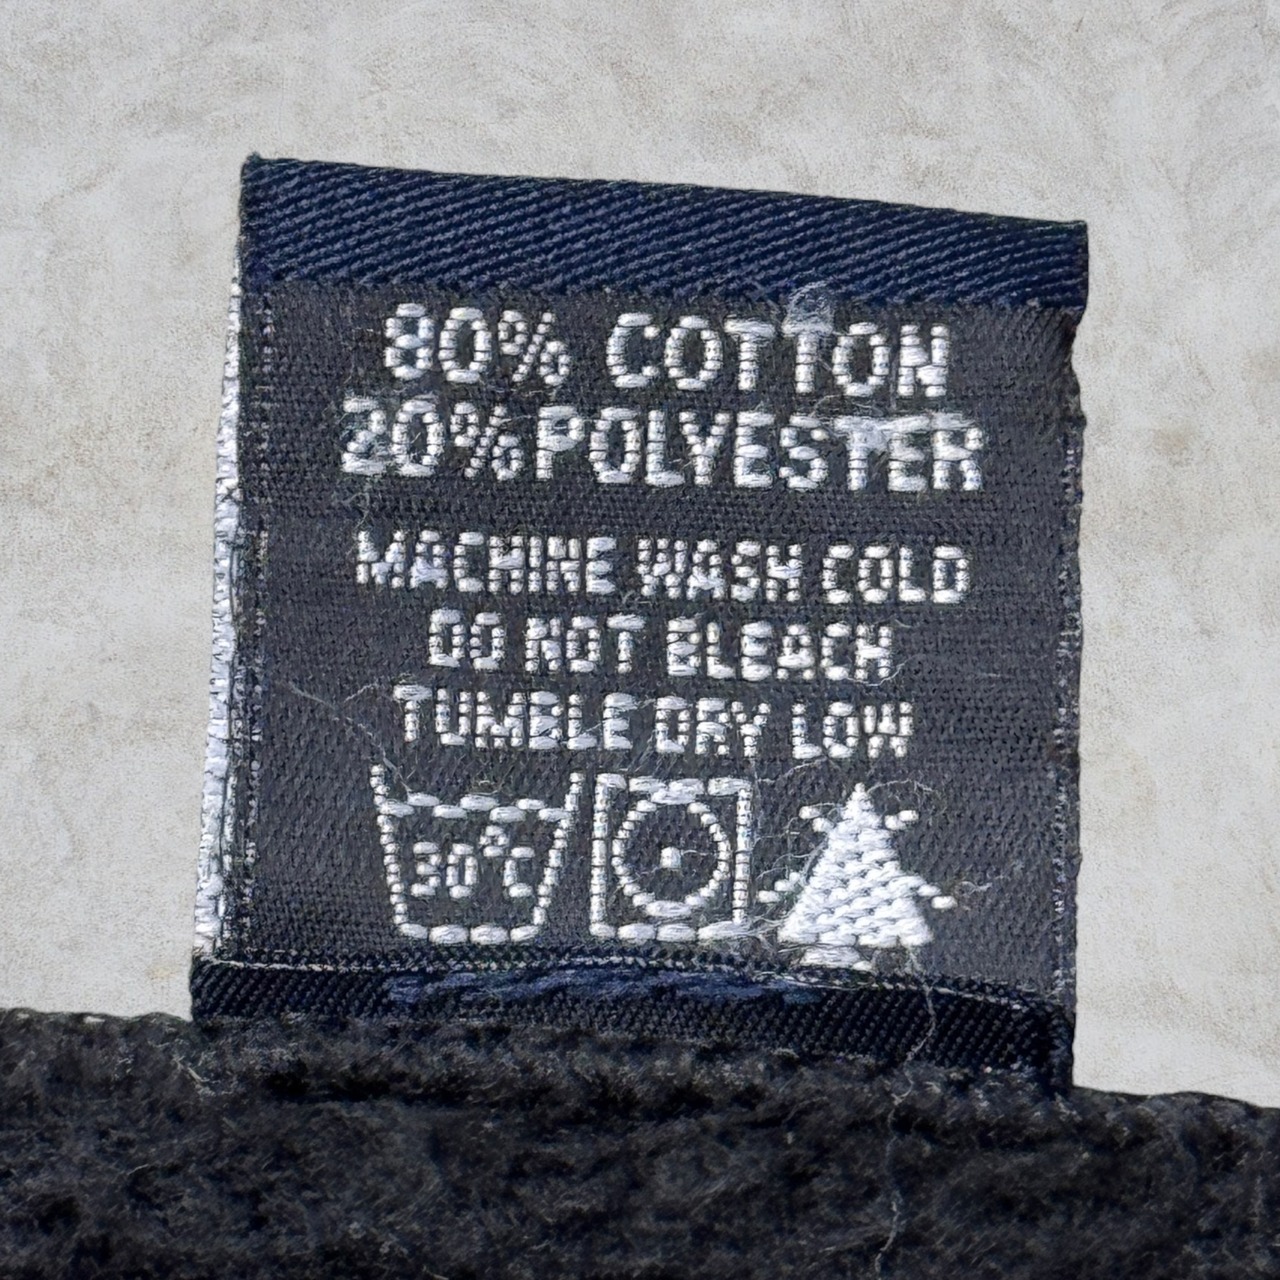 80% COTTON
20% POLYESTER
MACHINE WASH COLD
DO NOT BLEACH
TUMBLE DRY LOW
30°C